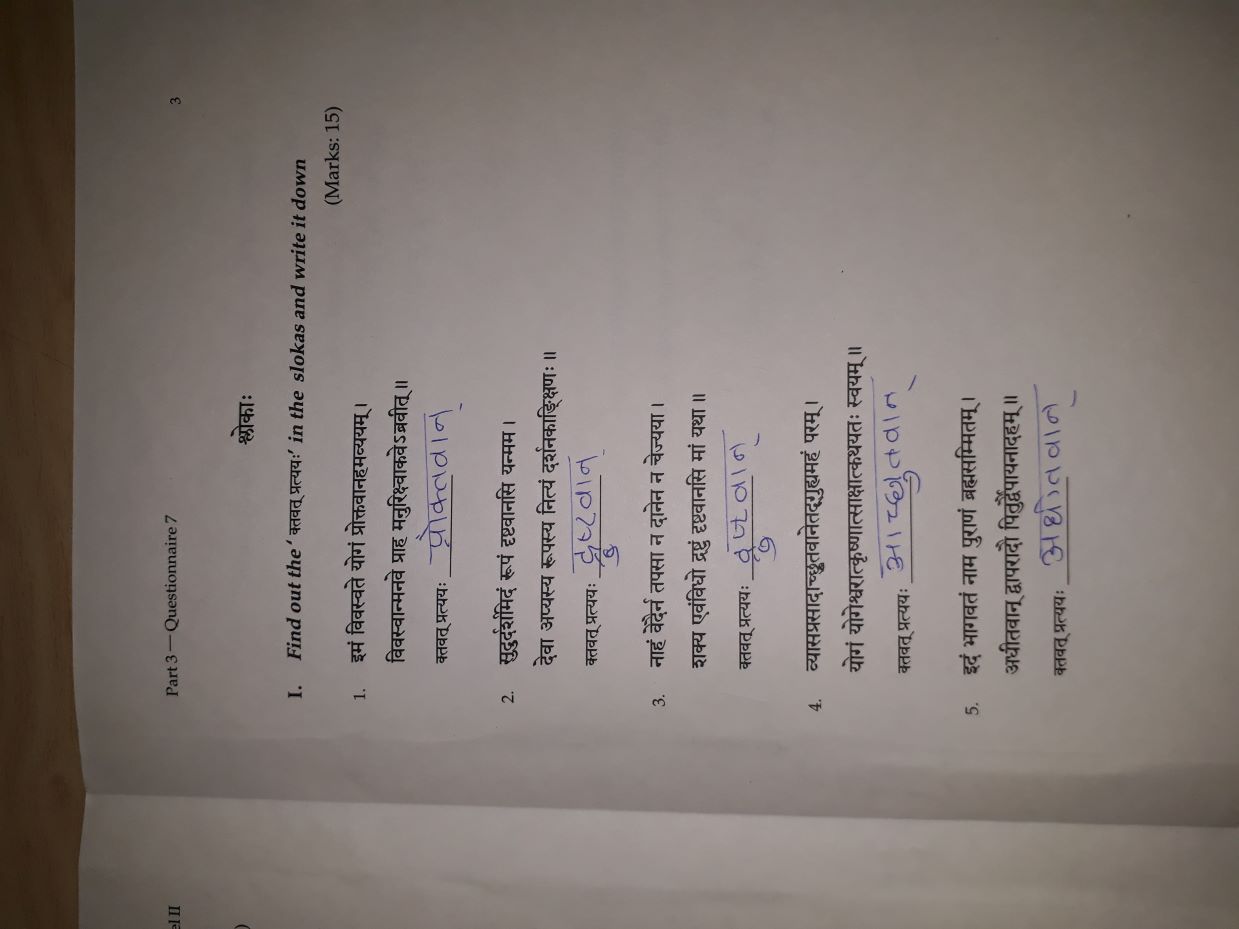 el II
)
Part 3 — Questionnaire 7
3
श्लोकाः
I. Find out the ‘ क्तवत् प्रत्ययः’ in the slokas and write it down
(Marks: 15)
1. इमं विवस्वते योगं प्रोक्तवानहमव्ययम् ।
विवस्वान्मनवे प्राह मनुरिक्ष्वाकवेऽब्रवीत् ॥
क्तवत् प्रत्ययः प्रोक्तवान्
2. सुदुर्दर्शमिदं रूपं दृष्टवानसि यन्मम ।
देवा अप्यस्य रूपस्य नित्यं दर्शनकाङ्क्षिणः ॥
क्तवत् प्रत्ययः दृष्टवान्
3. नाहं वेदैर्न तपसा न दानेन न चेज्यया ।
शक्य एवंविधो द्रष्टुं दृष्टवानसि मां यथा ॥
क्तवत् प्रत्ययः दृष्टवान्
4. व्यासप्रसादाच्छ्रुतवानेतद्गुह्यमहं परम् ।
योगं योगेश्वरात्कृष्णात्साक्षात्कथयतः स्वयम् ॥
क्तवत् प्रत्ययः आच्छ्रुतवान्
5. इदं भागवतं नाम पुराणं ब्रह्मसम्मितम् ।
अधीतवान् द्वापरादौ पितुर्द्वैपायनादहम् ॥
क्तवत् प्रत्ययः अधीतवान्